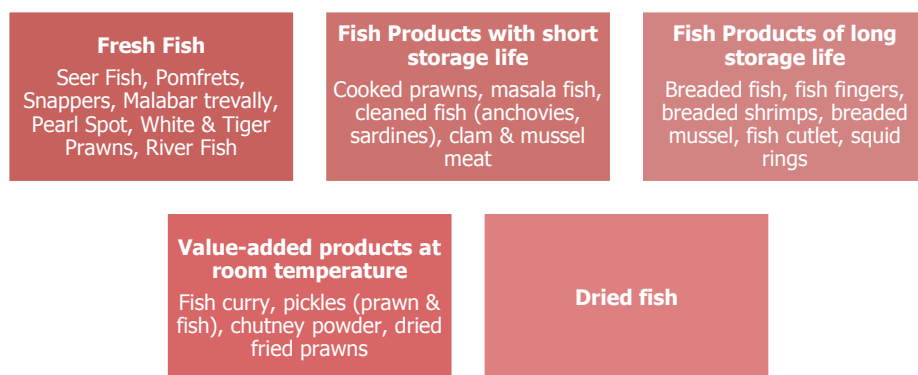 Fresh Fish
Seer Fish, Pomfrets,
Snappers, Malabar trevally,
Pearl Spot, White & Tiger
Prawns, River Fish
Fish Products with short
storage life
Cooked prawns, masala fish,
cleaned fish (anchovies,
sardines), clam & mussel
meat
Fish Products of long
storage life
Breaded fish, fish fingers,
breaded shrimps, breaded
mussel, fish cutlet, squid
rings
Value-added products at
room temperature
Fish curry, pickles (prawn &
fish), chutney powder, dried
fried prawns
Dried fish